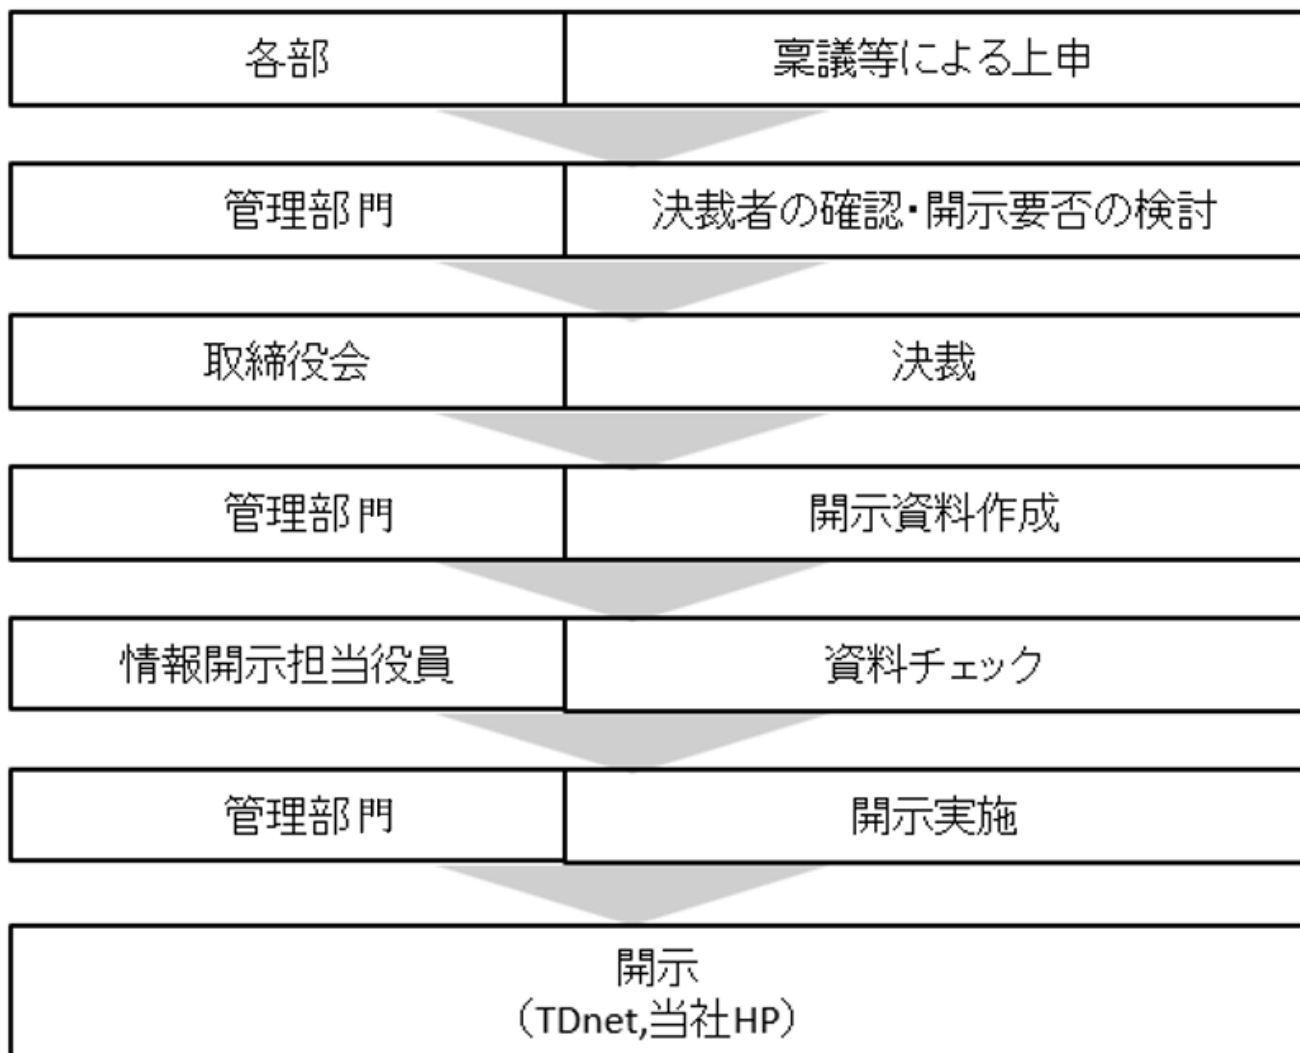 各部 稟議等による上申
管理部門 決裁者の確認・開示要否の検討
取締役会 決裁
管理部門 開示資料作成
情報開示担当役員 資料チェック
管理部門 開示実施
開示
（TDnet,当社HP）